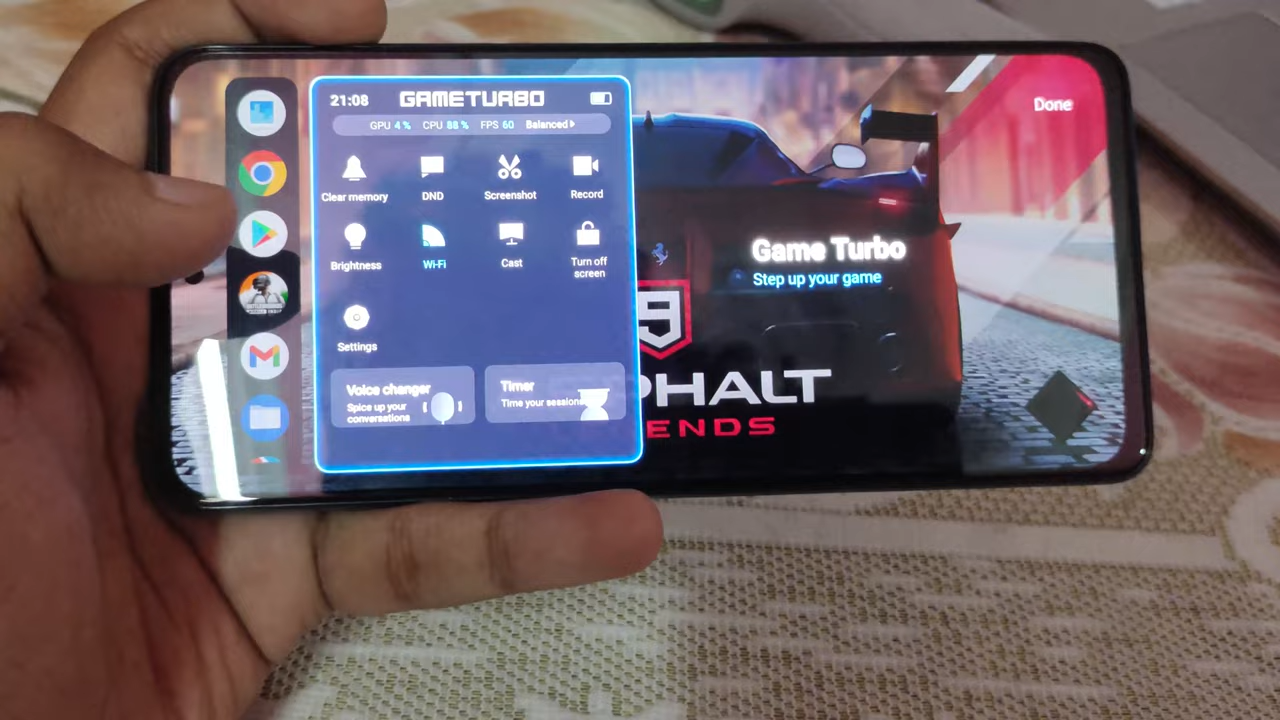 21:08 GAMETURBO
GPU 4 % CPU 88 % FPS 60 Balanced
Clear memory DND Screenshot Record
Brightness Wi-Fi Cast Turn off
screen
Settings
Voice changer
Spice up your
conversations
Timer
Time your sessions
Done
Game Turbo
Step up your game
9
PHALT
ENDS